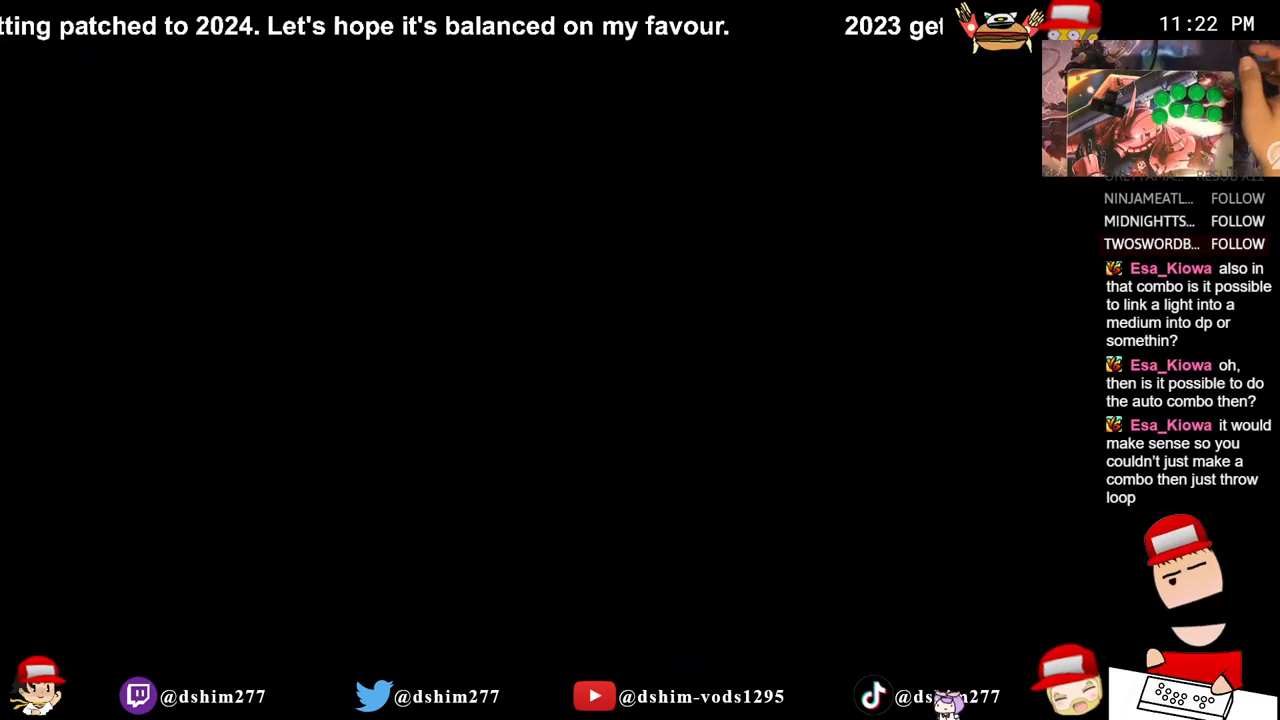 tting patched to 2024. Let's hope it's balanced on my favour.
2023 get
11:22 PM
RESUB X11
NINJAMEATL... FOLLOW
MIDNIGHTTS... FOLLOW
TWOSWORDB... FOLLOW
Esa_Kiowa also in
that combo is it possible
to link a light into a
medium into dp or
somethin?
Esa_Kiowa oh,
then is it possible to do
the auto combo then?
Esa_Kiowa it would
make sense so you
couldn't just make a
combo then just throw
loop
@dshim277
@dshim277
@dshim-vods1295